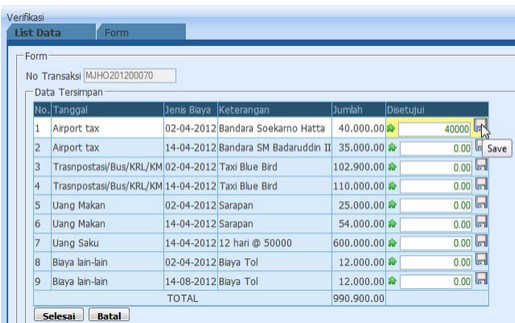 Verifikasi
List Data Form
Form
No Transaksi MJHO201200070
Data Tersimpan
No. Tanggal Jenis Biaya Keterangan Jumlah Disetujui
1 Airport tax 02-04-2012 Bandara Soekarno Hatta 40.000.00 40000
2 Airport tax 14-04-2012 Bandara SM Badaruddin II 35.000.00 0.00 Save
3 Trasnpostasi/Bus/KRL/KM 02-04-2012 Taxi Blue Bird 102.900.00 0.00
4 Trasnpostasi/Bus/KRL/KM 14-04-2012 Taxi Blue Bird 110.000.00 0.00
5 Uang Makan 02-04-2012 Sarapan 25.000.00 0.00
6 Uang Makan 14-04-2012 Sarapan 54.000.00 0.00
7 Uang Saku 14-04-2012 12 hari @ 50000 600.000.00 0.00
8 Biaya lain-lain 02-04-2012 Biaya Tol 12.000.00 0.00
9 Biaya lain-lain 14-08-2012 Biaya Tol 12.000.00 0.00
TOTAL 990.900.00
Selesai Batal